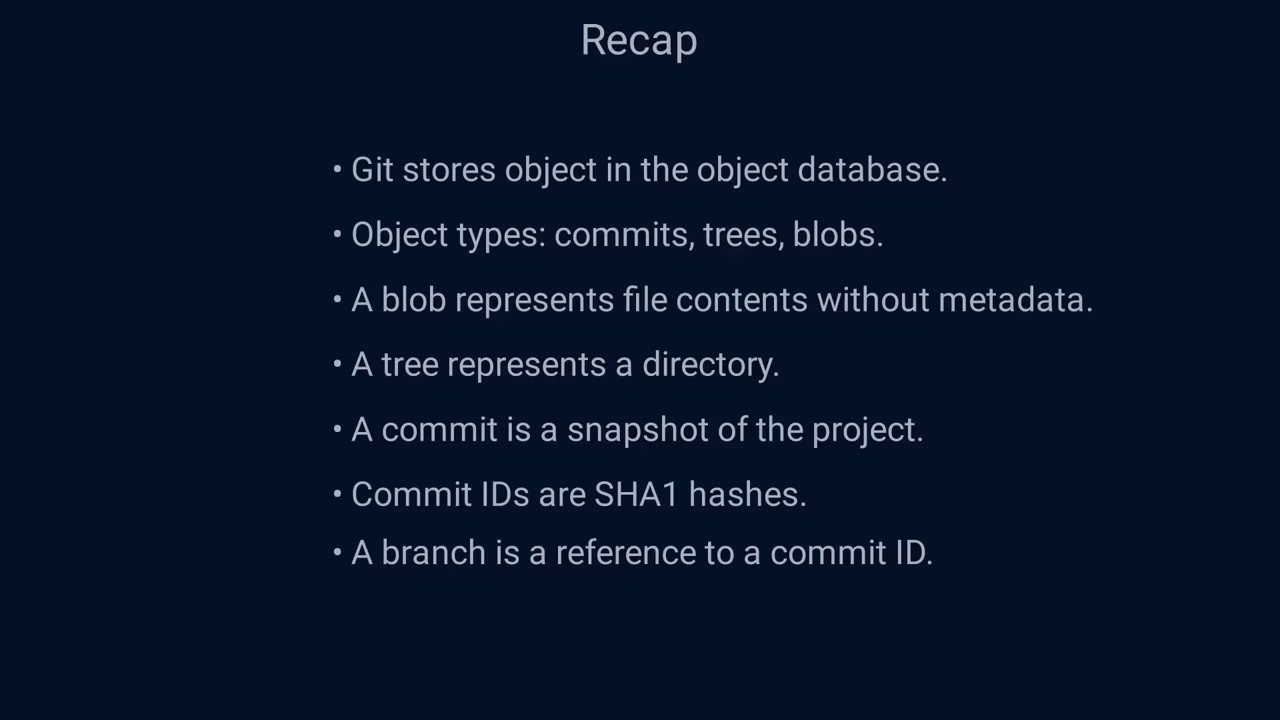 Recap
• Git stores object in the object database.
• Object types: commits, trees, blobs.
• A blob represents file contents without metadata.
• A tree represents a directory.
• A commit is a snapshot of the project.
• Commit IDs are SHA1 hashes.
• A branch is a reference to a commit ID.